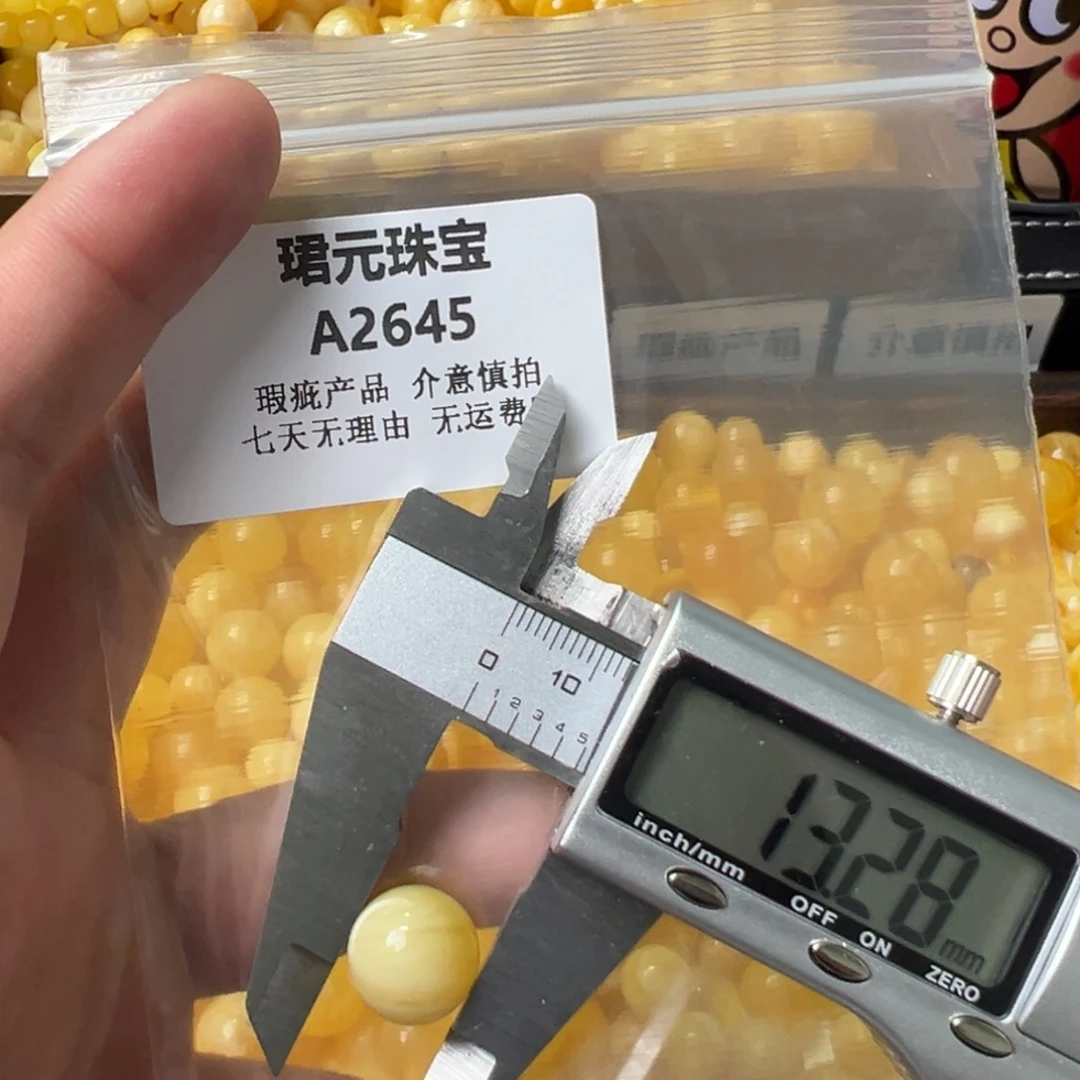 珺元珠宝
A2645
瑕疵产品 介意慎拍
七天无理由 无运费
0 10
1 2 3 4 5
13.28 mm
inch/mm
OFF
ON
ZERO